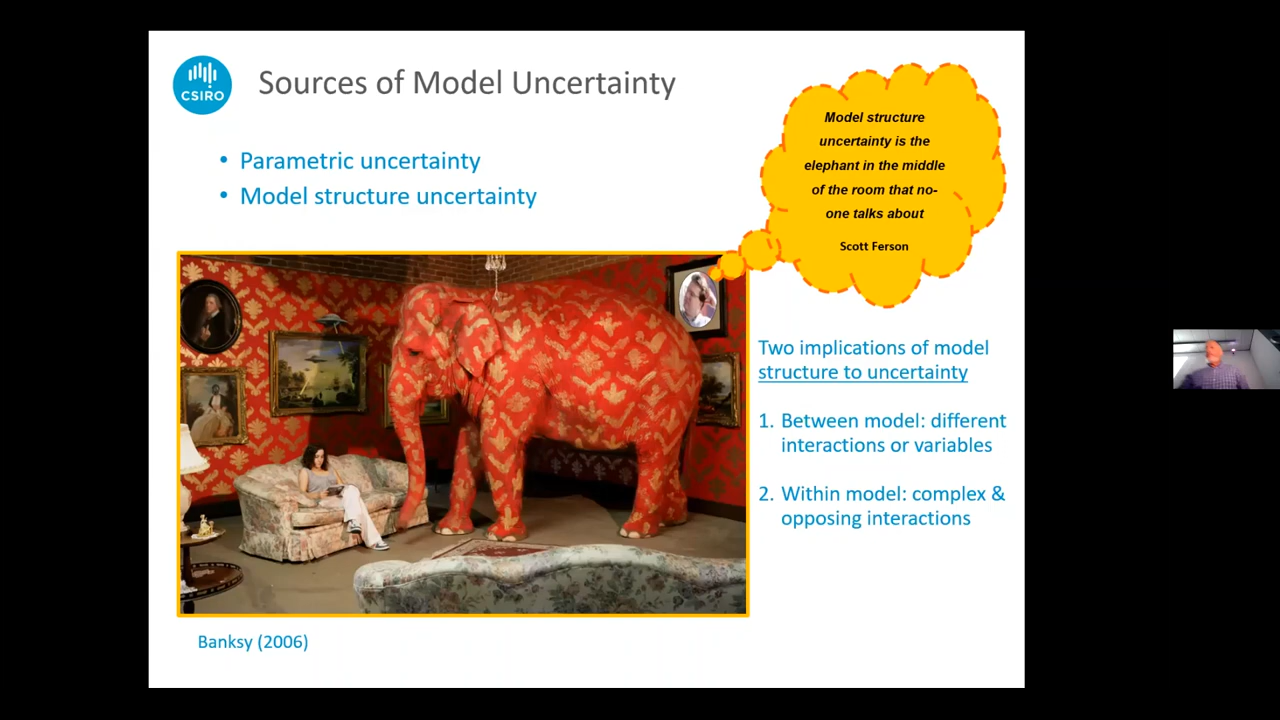 CSIRO
Sources of Model Uncertainty
• Parametric uncertainty
• Model structure uncertainty
Model structure
uncertainty is the
elephant in the middle
of the room that no-
one talks about
Scott Ferson
Two implications of model
structure to uncertainty
1. Between model: different
interactions or variables
2. Within model: complex &
opposing interactions
Banksy (2006)